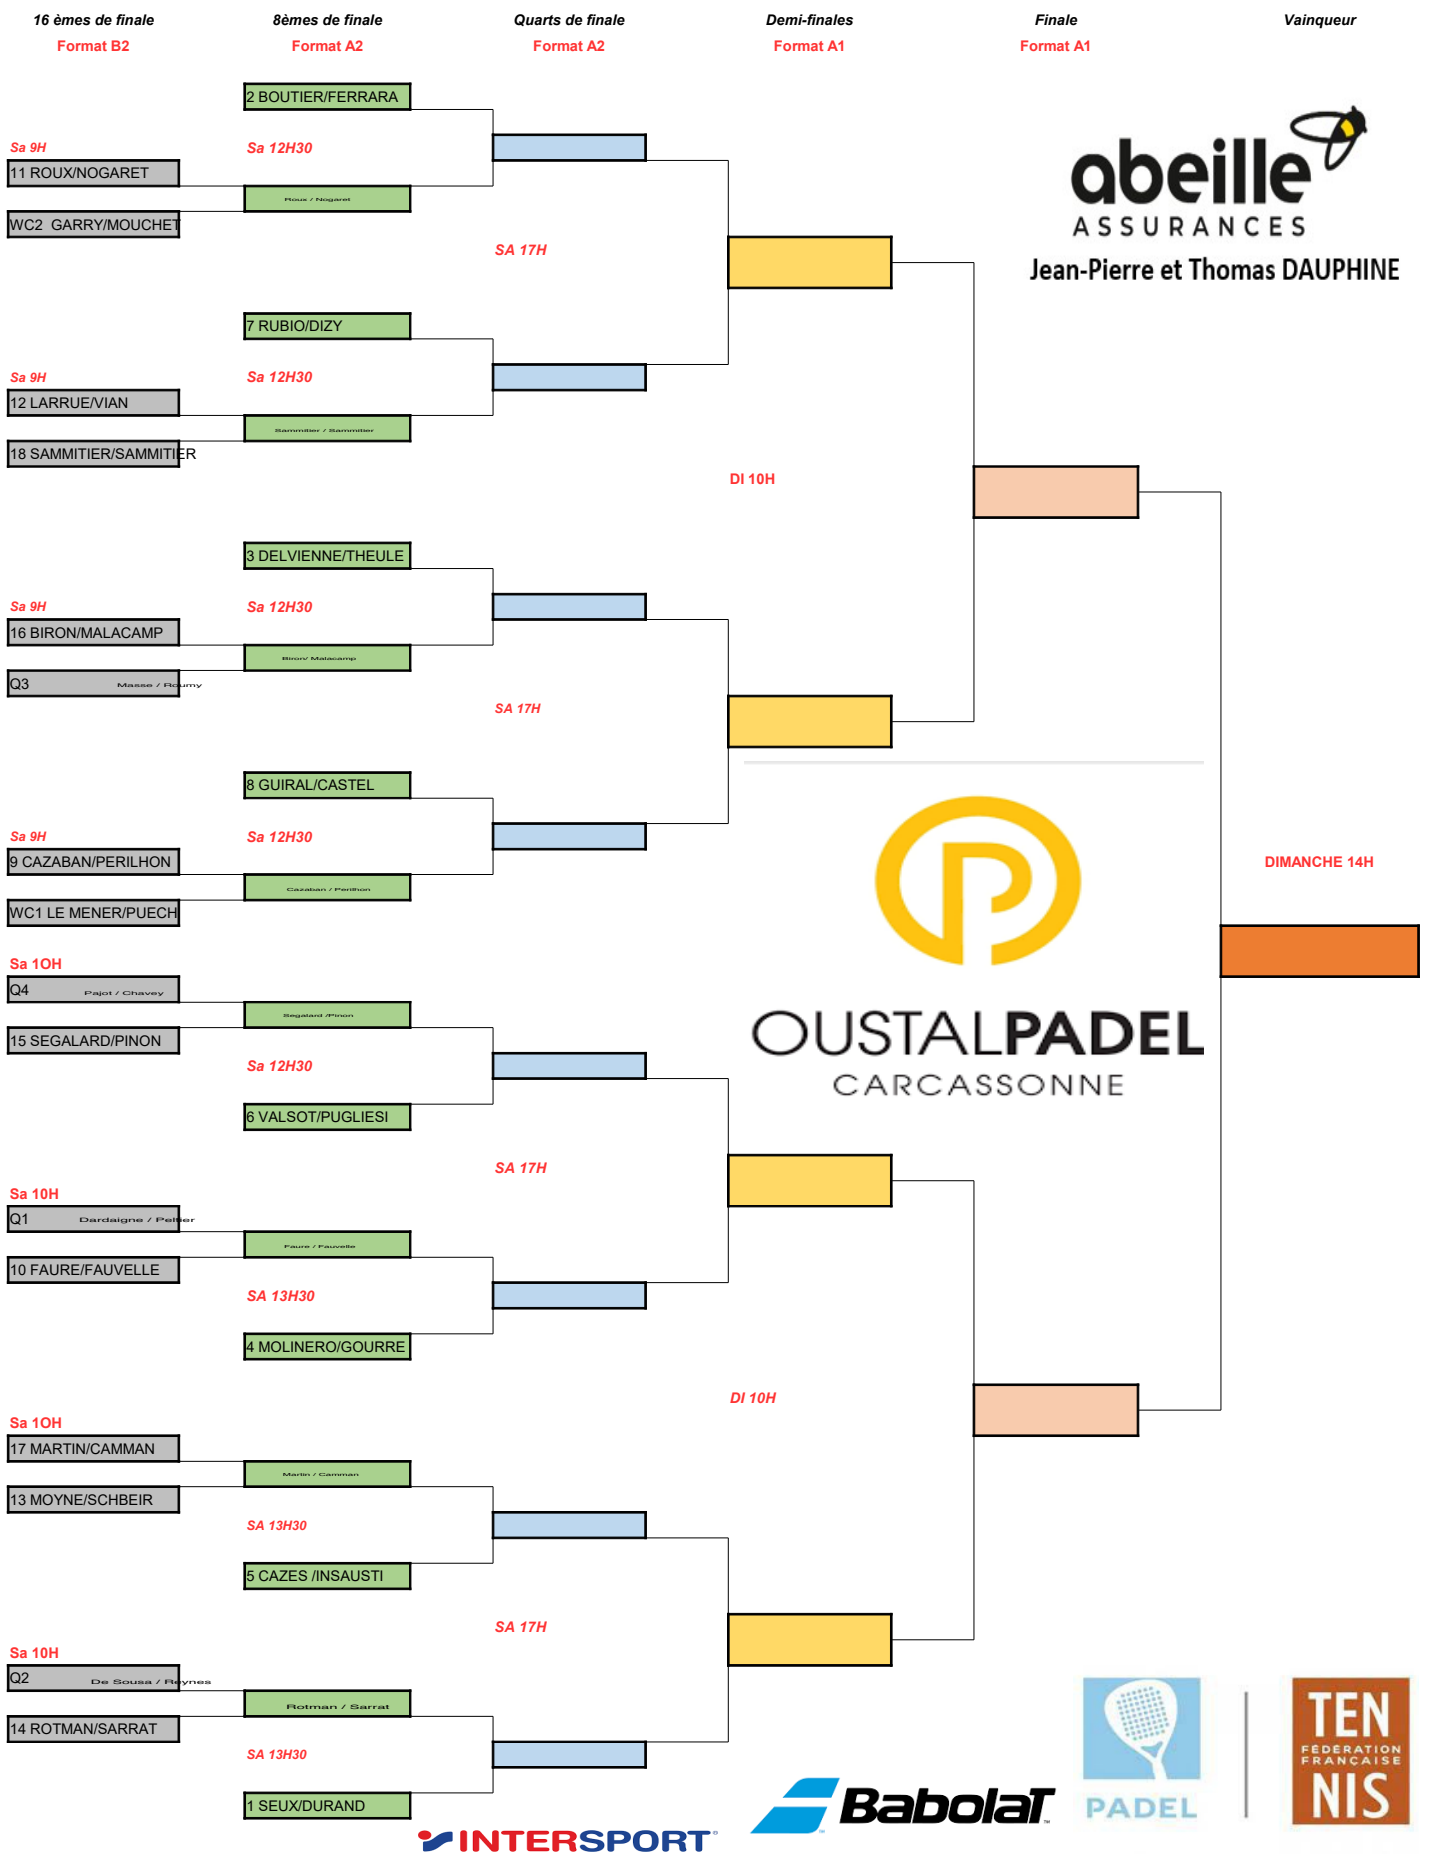 16 èmes de finale
8èmes de finale
Quarts de finale
Demi-finales
Finale
Vainqueur
Format B2
Format A2
Format A2
Format A1
Format A1
2 BOUTIER/FERRARA
Sa 9H
Sa 12H30
11 ROUX/NOGARET
Roux / Nogaret
WC2 GARRY/MOUCHET
SA 17H
abeille
ASSURANCES
Jean-Pierre et Thomas DAUPHINE
7 RUBIO/DIZY
Sa 9H
Sa 12H30
12 LARRUE/VIAN
Sammitier / Sammitier
18 SAMMITIER/SAMMITIER
DI 10H
3 DELVIENNE/THEULE
Sa 9H
Sa 12H30
16 BIRON/MALACAMP
Biron/ Malacamp
Q3 Masse / Roumy
SA 17H
8 GUIRAL/CASTEL
Sa 9H
Sa 12H30
9 CAZABAN/PERILHON
Cazaban / Perilhon
WC1 LE MENER/PUECH
DIMANCHE 14H
Sa 1OH
Q4 Pajot / Chavey
Segalard /Pinon
15 SEGALARD/PINON
Sa 12H30
6 VALSOT/PUGLIESI
OUSTALPADEL
CARCASSONNE
SA 17H
Sa 10H
Q1 Dardaigne / Peltier
Faure / Fauvelle
10 FAURE/FAUVELLE
SA 13H30
4 MOLINERO/GOURRE
DI 10H
Sa 1OH
17 MARTIN/CAMMAN
Martin / Camman
13 MOYNE/SCHBEIR
SA 13H30
5 CAZES /INSAUSTI
SA 17H
Sa 10H
Q2 De Sousa / Reynes
Rotman / Sarrat
14 ROTMAN/SARRAT
SA 13H30
1 SEUX/DURAND
INTERSPORT
BabolaT
PADEL
TEN
FÉDÉRATION
FRANÇAISE
NIS